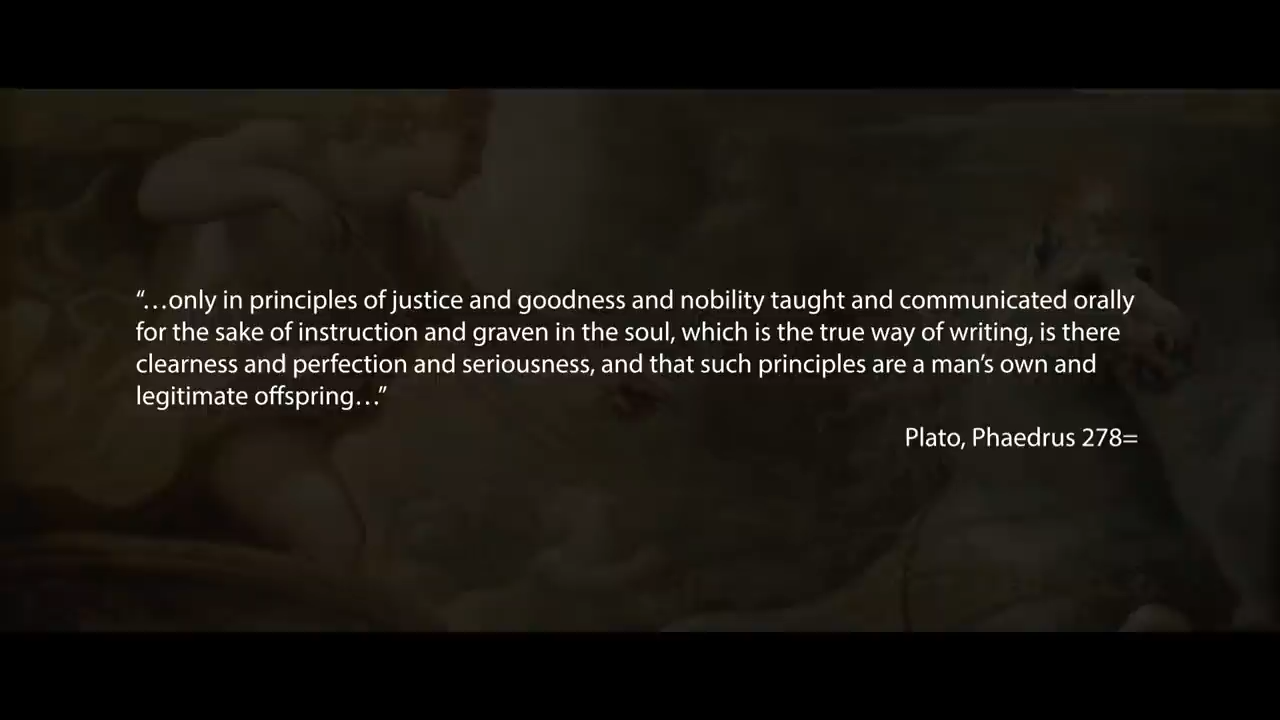 “…only in principles of justice and goodness and nobility taught and communicated orally
for the sake of instruction and graven in the soul, which is the true way of writing, is there
clearness and perfection and seriousness, and that such principles are a man’s own and
legitimate offspring…”
Plato, Phaedrus 278=